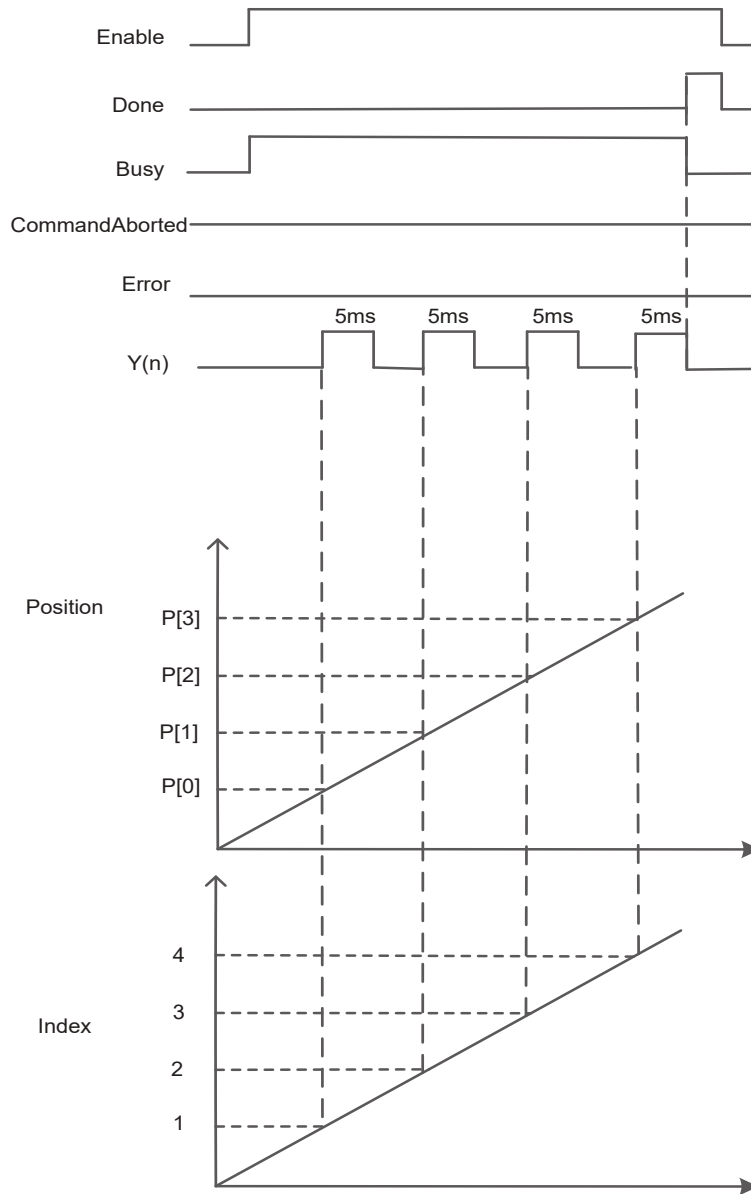 Enable
Done
Busy
CommandAborted
Error
5ms 5ms 5ms 5ms
Y(n)
Position
P[3]
P[2]
P[1]
P[0]
4
3
Index
2
1